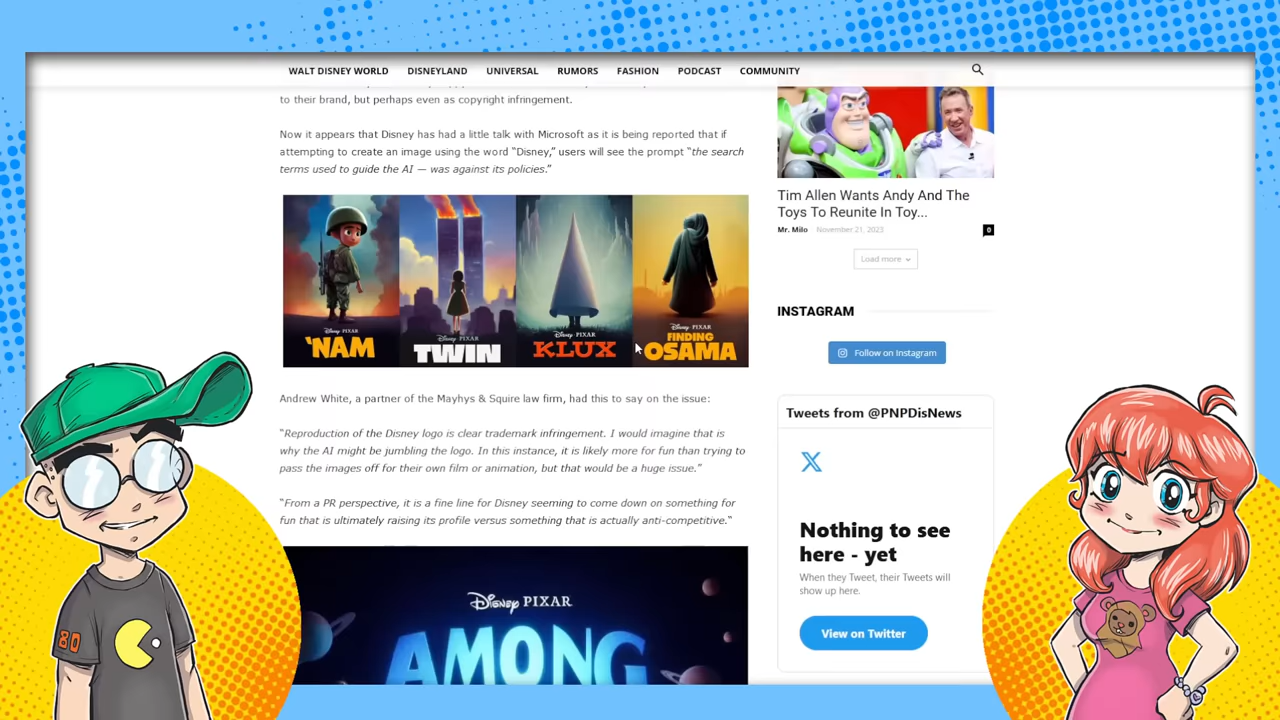 WALT DISNEY WORLD DISNEYLAND UNIVERSAL RUMORS FASHION PODCAST COMMUNITY
to their brand, but perhaps even as copyright infringement.
Now it appears that Disney has had a little talk with Microsoft as it is being reported that if
attempting to create an image using the word “Disney,” users will see the prompt “the search
terms used to guide the AI — was against its policies.”
DISNEY PIXAR
'NAM
DISNEY PIXAR
TWIN
DISNEY PIXAR
KLUX
DISNEY PIXAR
FINDING
OSAMA
Andrew White, a partner of the Mayhys & Squire law firm, had this to say on the issue:
“Reproduction of the Disney logo is clear trademark infringement. I would imagine that is
why the AI might be jumbling the logo. In this instance, it is likely more for fun than trying to
pass the images off for their own film or animation, but that would be a huge issue.”
“From a PR perspective, it is a fine line for Disney seeming to come down on something for
fun that is ultimately raising its profile versus something that is actually anti-competitive.“
DISNEY PIXAR
AMONG
Tim Allen Wants Andy And The
Toys To Reunite In Toy...
Mr. Milo - November 21, 2023 0
Load more
INSTAGRAM
Follow on Instagram
Tweets from @PNPDisNews
X
Nothing to see
here - yet
When they Tweet, their Tweets will
show up here.
View on Twitter
80